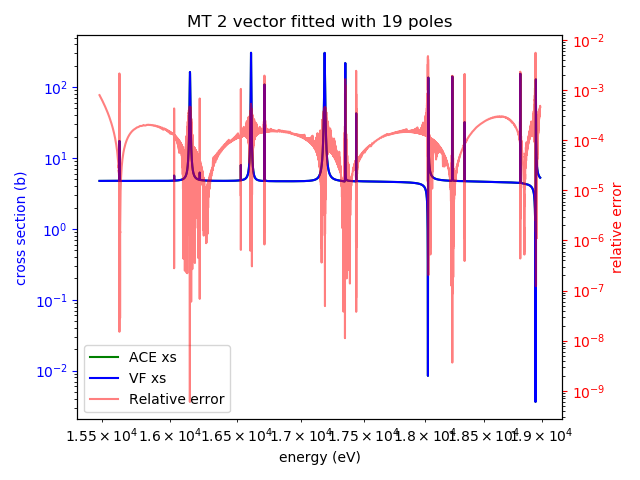 MT 2 vector fitted with 19 poles
10²
10¹
10⁰
10⁻¹
10⁻²
cross section (b)
10⁻²
10⁻³
10⁻⁴
10⁻⁵
10⁻⁶
10⁻⁷
10⁻⁸
10⁻⁹
relative error
ACE xs
VF xs
Relative error
1.55×10⁴ 1.6×10⁴ 1.65×10⁴ 1.7×10⁴ 1.75×10⁴ 1.8×10⁴ 1.85×10⁴ 1.9×10⁴
energy (eV)